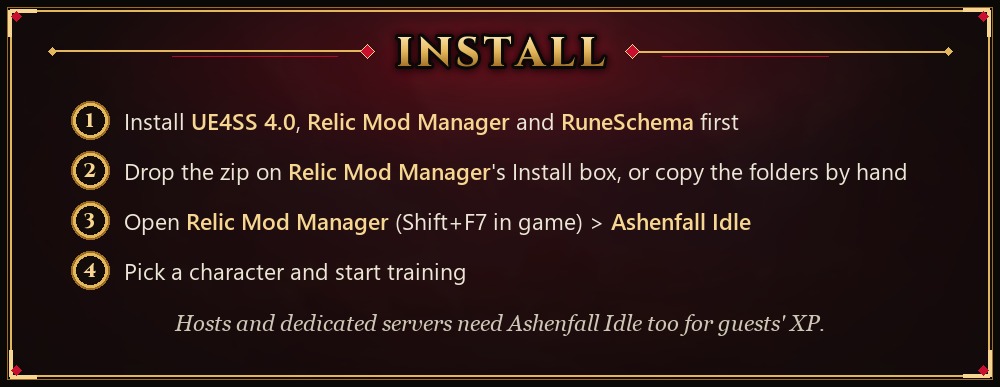 INSTALL
1 Install UE4SS 4.0, Relic Mod Manager and RuneSchema first
2 Drop the zip on Relic Mod Manager's Install box, or copy the folders by hand
3 Open Relic Mod Manager (Shift+F7 in game) > Ashenfall Idle
4 Pick a character and start training
Hosts and dedicated servers need Ashenfall Idle too for guests' XP.